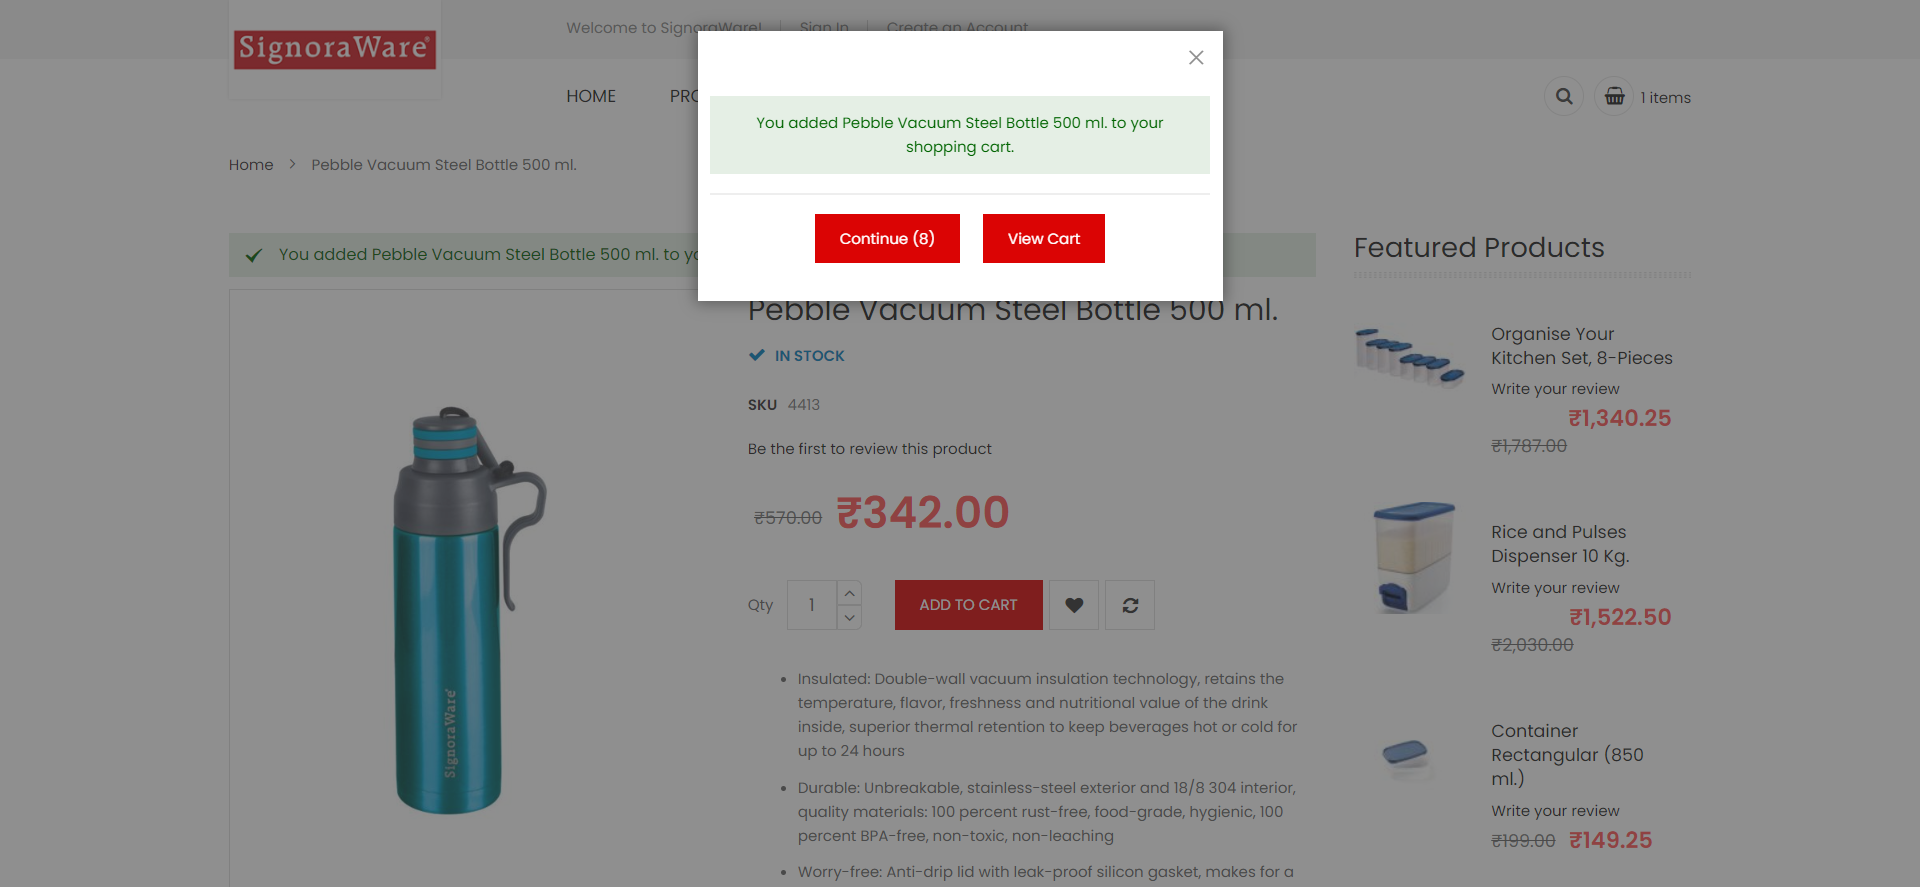 SignoraWare®
Welcome to SignoraWare!
Sign In
Create an Account
HOME
1 items
Home
Pebble Vacuum Steel Bottle 500 ml.
You added Pebble Vacuum Steel Bottle 500 ml. to your
shopping cart.
Continue (8)
View Cart
You added Pebble Vacuum Steel Bottle 500 ml. to
Pebble Vacuum Steel Bottle 500 ml.
IN STOCK
SKU 4413
Be the first to review this product
₹570.00 ₹342.00
Qty 1
ADD TO CART
Insulated: Double-wall vacuum insulation technology, retains the
temperature, flavor, freshness and nutritional value of the drink
inside, superior thermal retention to keep beverages hot or cold for
up to 24 hours
Durable: Unbreakable, stainless-steel exterior and 18/8 304 interior,
quality materials: 100 percent rust-free, food-grade, hygienic, 100
percent BPA-free, non-toxic, non-leaching
Worry-free: Anti-drip lid with leak-proof silicon gasket, makes for a
SignoraWare®
Featured Products
Organise Your
Kitchen Set, 8-Pieces
Write your review
₹1,340.25
₹1,787.00
Rice and Pulses
Dispenser 10 Kg.
Write your review
₹1,522.50
₹2,030.00
Container
Rectangular (850
ml.)
Write your review
₹199.00 ₹149.25